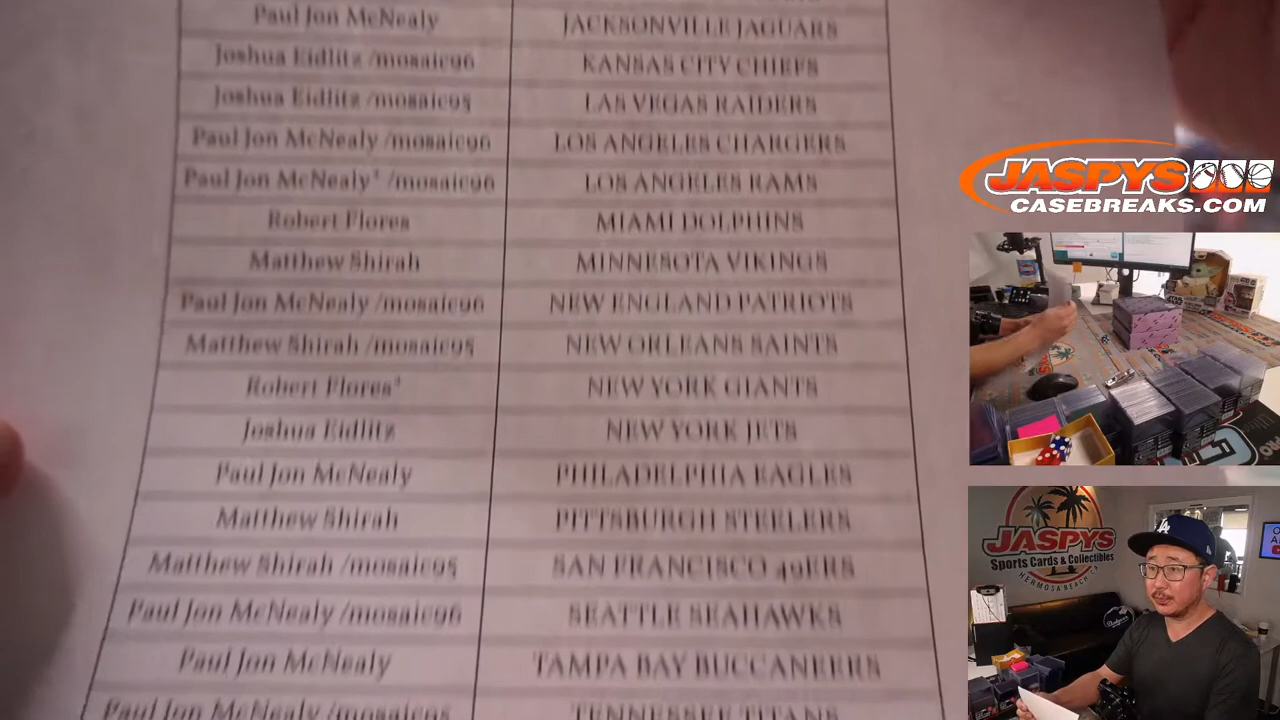 Paul Jon McNealy JACKSONVILLE JAGUARS
Joshua Eidlitz /mosaic96 KANSAS CITY CHIEFS
Joshua Eidlitz /mosaic95 LAS VEGAS RAIDERS
Paul Jon McNealy /mosaic96 LOS ANGELES CHARGERS
Paul Jon McNealy* /mosaic96 LOS ANGELES RAMS
Robert Flores MIAMI DOLPHINS
Matthew Shirah MINNESOTA VIKINGS
Paul Jon McNealy /mosaic96 NEW ENGLAND PATRIOTS
Matthew Shirah /mosaic95 NEW ORLEANS SAINTS
Robert Flores* NEW YORK GIANTS
Joshua Eidlitz NEW YORK JETS
Paul Jon McNealy PHILADELPHIA EAGLES
Matthew Shirah PITTSBURGH STEELERS
Matthew Shirah /mosaic95 SAN FRANCISCO 49ERS
Paul Jon McNealy /mosaic96 SEATTLE SEAHAWKS
Paul Jon McNealy TAMPA BAY BUCCANEERS
Paul Jon McNealy /mosaic95 TENNESSEE TITANS
JASPYS
CASEBREAKS.COM
JASPYS
Sports Cards & Collectibles
HERMOSA BEACH, CA
Dodgers
LA